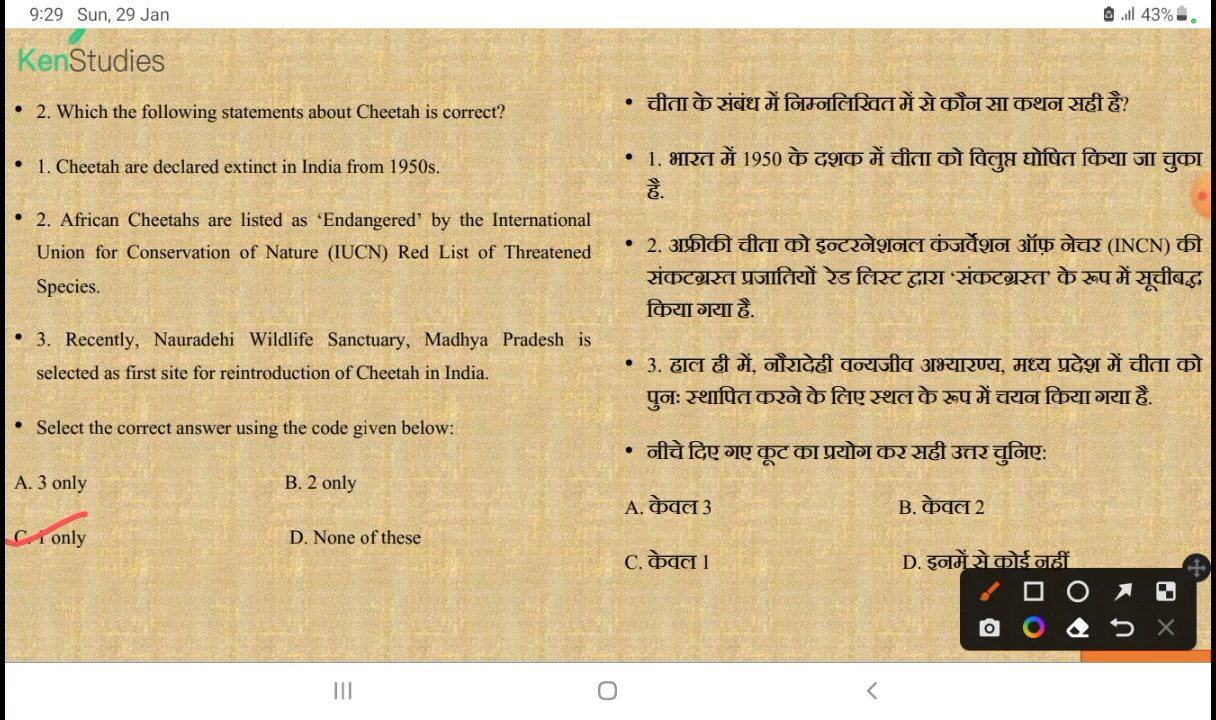 9:29 Sun, 29 Jan
43%
KenStudies
• 2. Which the following statements about Cheetah is correct?
• 1. Cheetah are declared extinct in India from 1950s.
• 2. African Cheetahs are listed as ‘Endangered’ by the International
Union for Conservation of Nature (IUCN) Red List of Threatened
Species.
• 3. Recently, Nauradehi Wildlife Sanctuary, Madhya Pradesh is
selected as first site for reintroduction of Cheetah in India.
• Select the correct answer using the code given below:
A. 3 only B. 2 only
C. 1 only D. None of these
• चीता के संबंध में निम्नलिखित में से कौन सा कथन सही है?
• 1. भारत में 1950 के दशक में चीता को विलुप्त घोषित किया जा चुका
है.
• 2. अफ्रीकी चीता को इन्टरनेशनल कंजर्वेशन ऑफ़ नेचर (INCN) की
संकटग्रस्त प्रजातियों रेड लिस्ट द्वारा ‘संकटग्रस्त’ के रूप में सूचीबद्ध
किया गया है.
• 3. हाल ही में, नौरादेही वन्यजीव अभ्यारण्य, मध्य प्रदेश में चीता को
पुनः स्थापित करने के लिए स्थल के रूप में चयन किया गया है.
• नीचे दिए गए कूट का प्रयोग कर सही उत्तर चुनिए:
A. केवल 3 B. केवल 2
C. केवल 1 D. इनमें से कोई नहीं